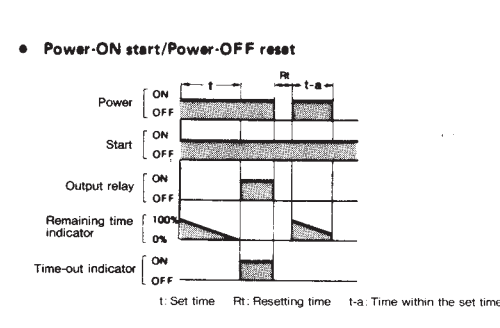 ● Power-ON start/Power-OFF reset
t Rt t-a
Power ON
OFF
Start ON
OFF
Output relay ON
OFF
Remaining time indicator 100%
0%
Time-out indicator ON
OFF
t: Set time Rt: Resetting time t-a: Time within the set time